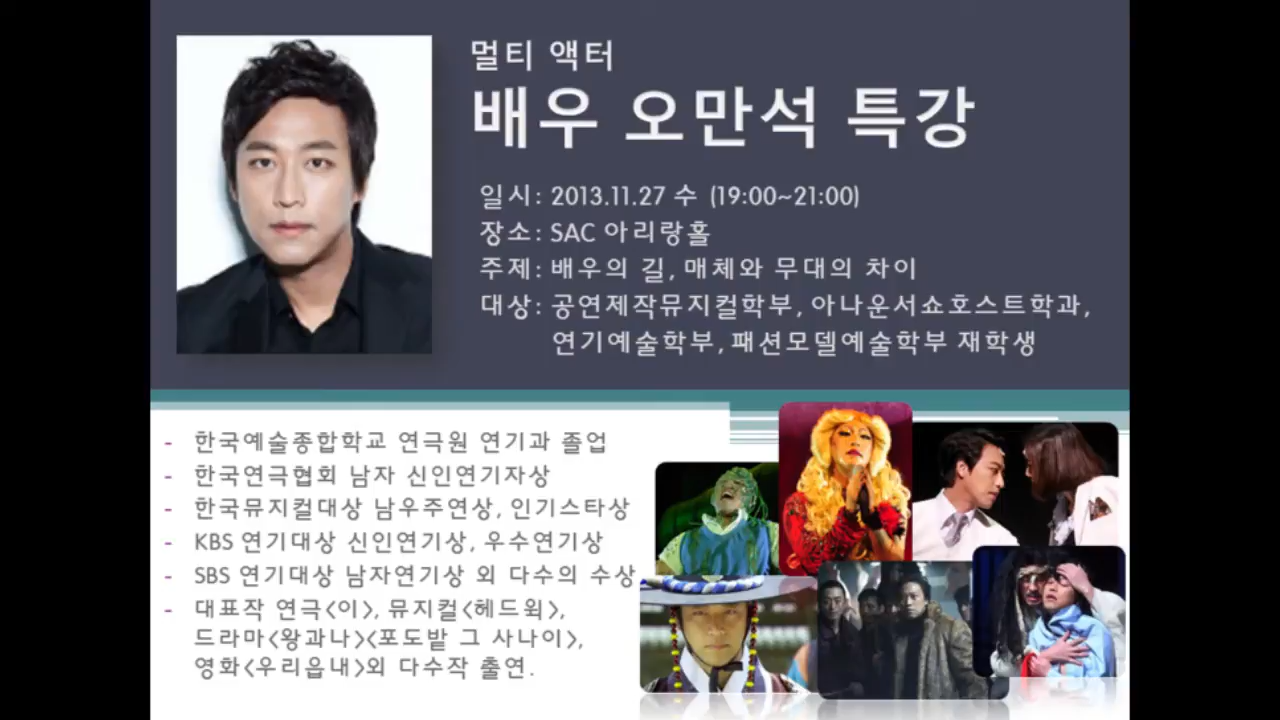 멀티 액터
배우 오만석 특강
일시: 2013.11.27 수 (19:00~21:00)
장소: SAC 아리랑홀
주제: 배우의 길, 매체와 무대의 차이
대상: 공연제작뮤지컬학부, 아나운서쇼호스트학과,
연기예술학부, 패션모델예술학부 재학생
- 한국예술종합학교 연극원 연기과 졸업
- 한국연극협회 남자 신인연기자상
- 한국뮤지컬대상 남우주연상, 인기스타상
- KBS 연기대상 신인연기상, 우수연기상
- SBS 연기대상 남자연기상 외 다수의 수상
- 대표작 연극<이>, 뮤지컬<헤드윅>,
드라마<왕과나><포도밭 그 사나이>,
영화<우리읍내>외 다수작 출연.